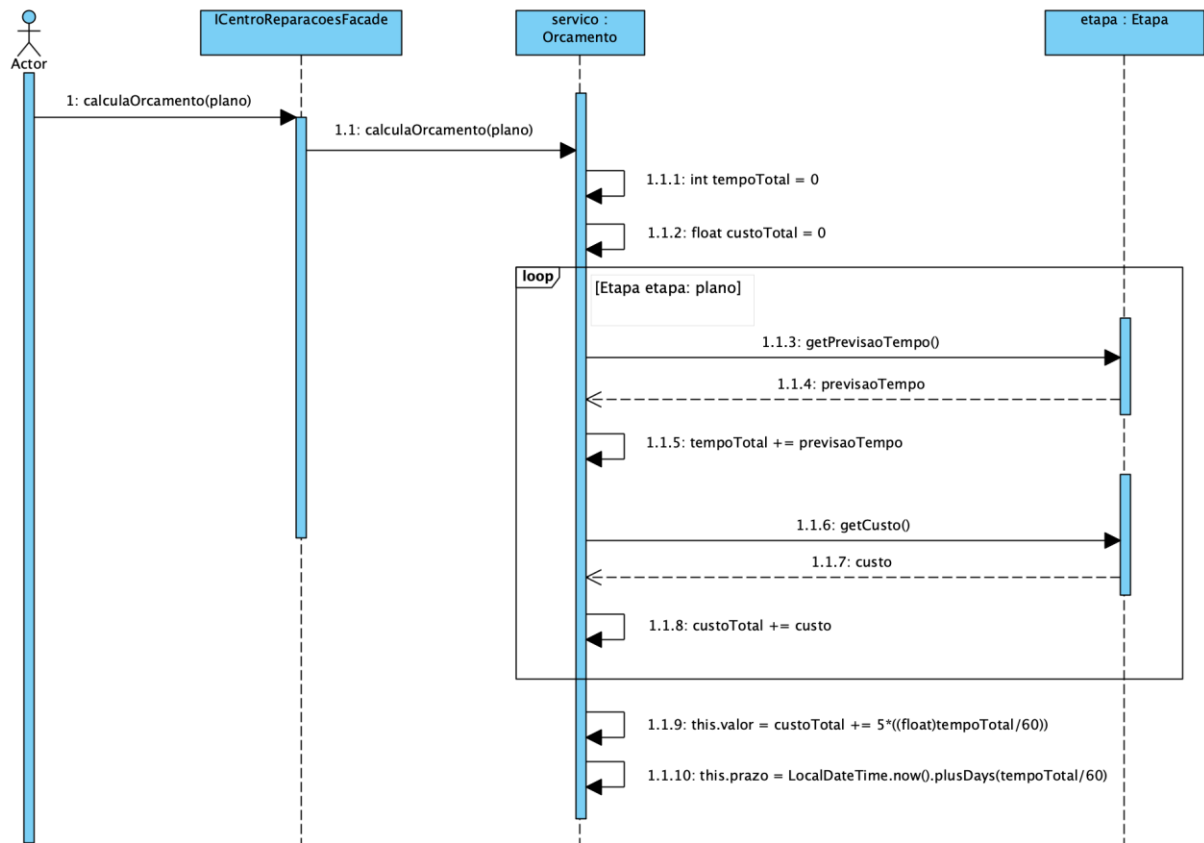 ICentroReparacoesFacade
servico :
Orcamento
etapa : Etapa
Actor
1: calculaOrcamento(plano)
1.1: calculaOrcamento(plano)
1.1.1: int tempoTotal = 0
1.1.2: float custoTotal = 0
loop
[Etapa etapa: plano]
1.1.3: getPrevisaoTempo()
1.1.4: previsaoTempo
1.1.5: tempoTotal += previsaoTempo
1.1.6: getCusto()
1.1.7: custo
1.1.8: custoTotal += custo
1.1.9: this.valor = custoTotal += 5*((float)tempoTotal/60))
1.1.10: this.prazo = LocalDateTime.now().plusDays(tempoTotal/60)